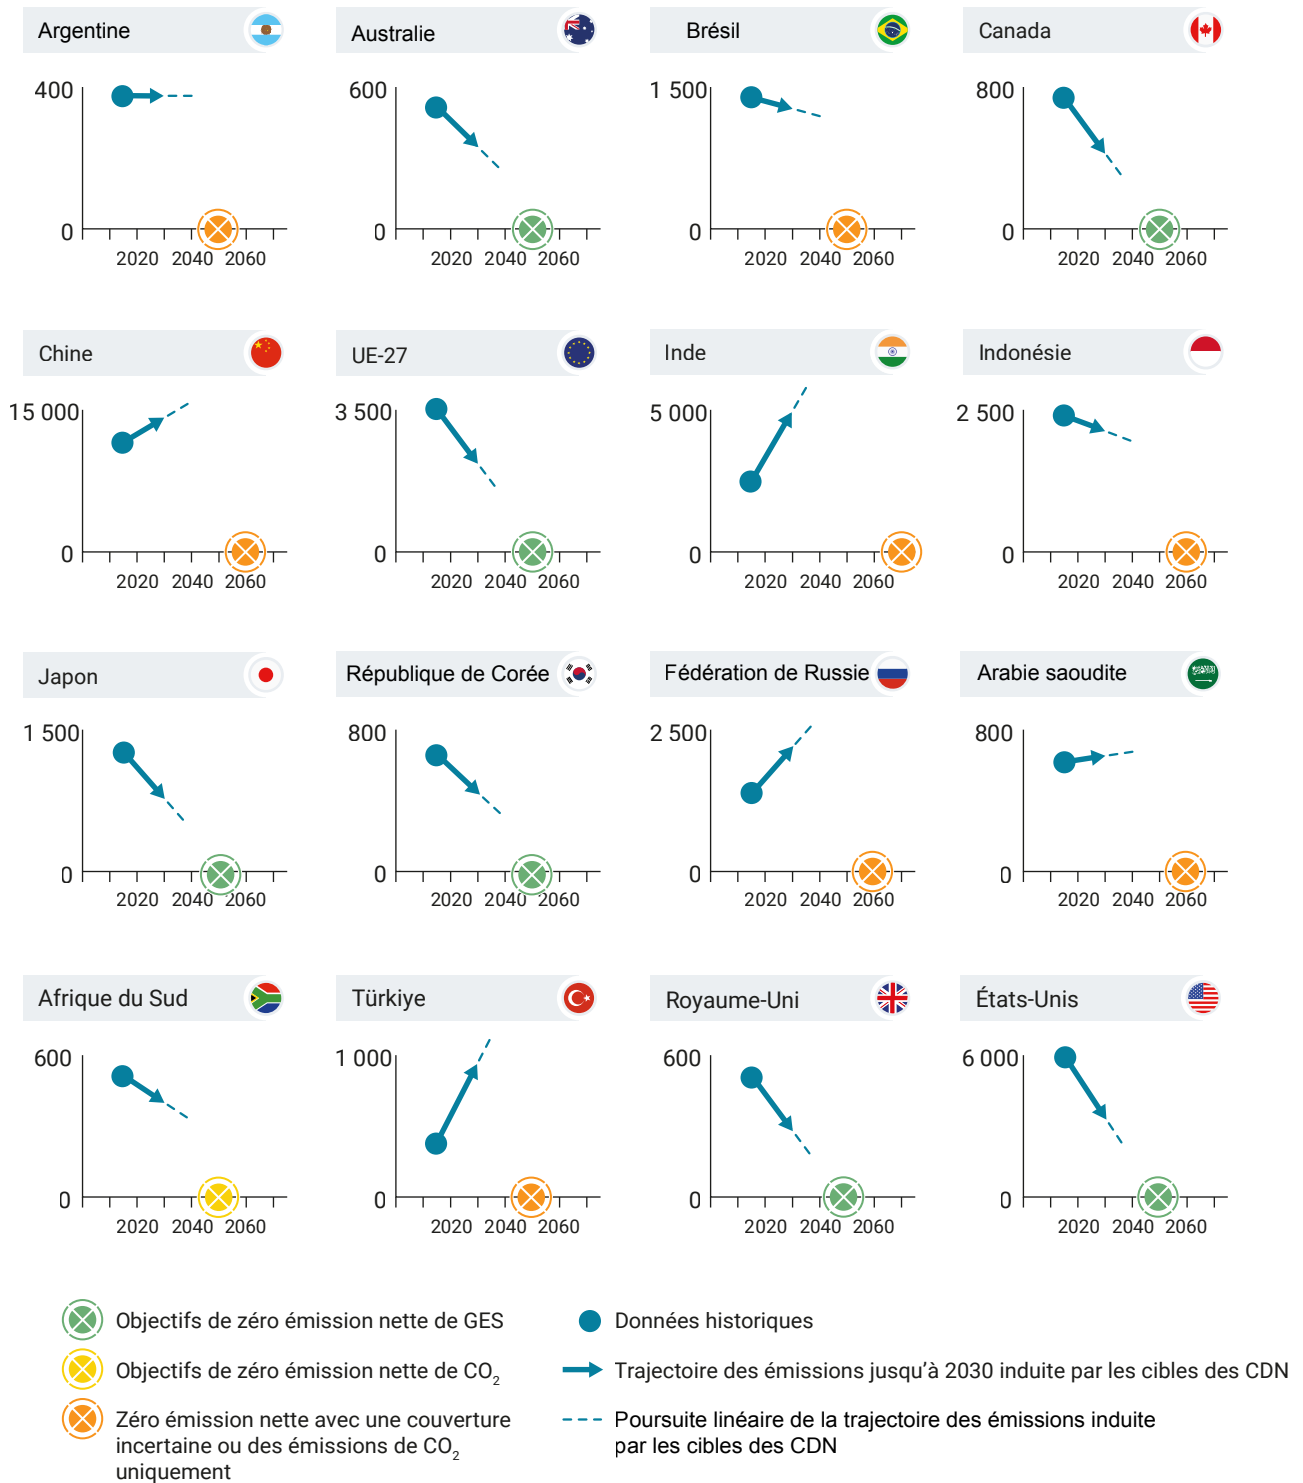 Argentine
400
0
2020 2040 2060
Australie
600
0
2020 2040 2060
Brésil
1 500
0
2020 2040 2060
Canada
800
0
2020 2040 2060
Chine
15 000
0
2020 2040 2060
UE-27
3 500
0
2020 2040 2060
Inde
5 000
0
2020 2040 2060
Indonésie
2 500
0
2020 2040 2060
Japon
1 500
0
2020 2040 2060
République de Corée
800
0
2020 2040 2060
Fédération de Russie
2 500
0
2020 2040 2060
Arabie saoudite
800
0
2020 2040 2060
Afrique du Sud
600
0
2020 2040 2060
Türkiye
1 000
0
2020 2040 2060
Royaume-Uni
600
0
2020 2040 2060
États-Unis
6 000
0
2020 2040 2060
Objectifs de zéro émission nette de GES
Objectifs de zéro émission nette de CO₂
Zéro émission nette avec une couverture
incertaine ou des émissions de CO₂
uniquement
Données historiques
Trajectoire des émissions jusqu'à 2030 induite par les cibles des CDN
Poursuite linéaire de la trajectoire des émissions induite
par les cibles des CDN